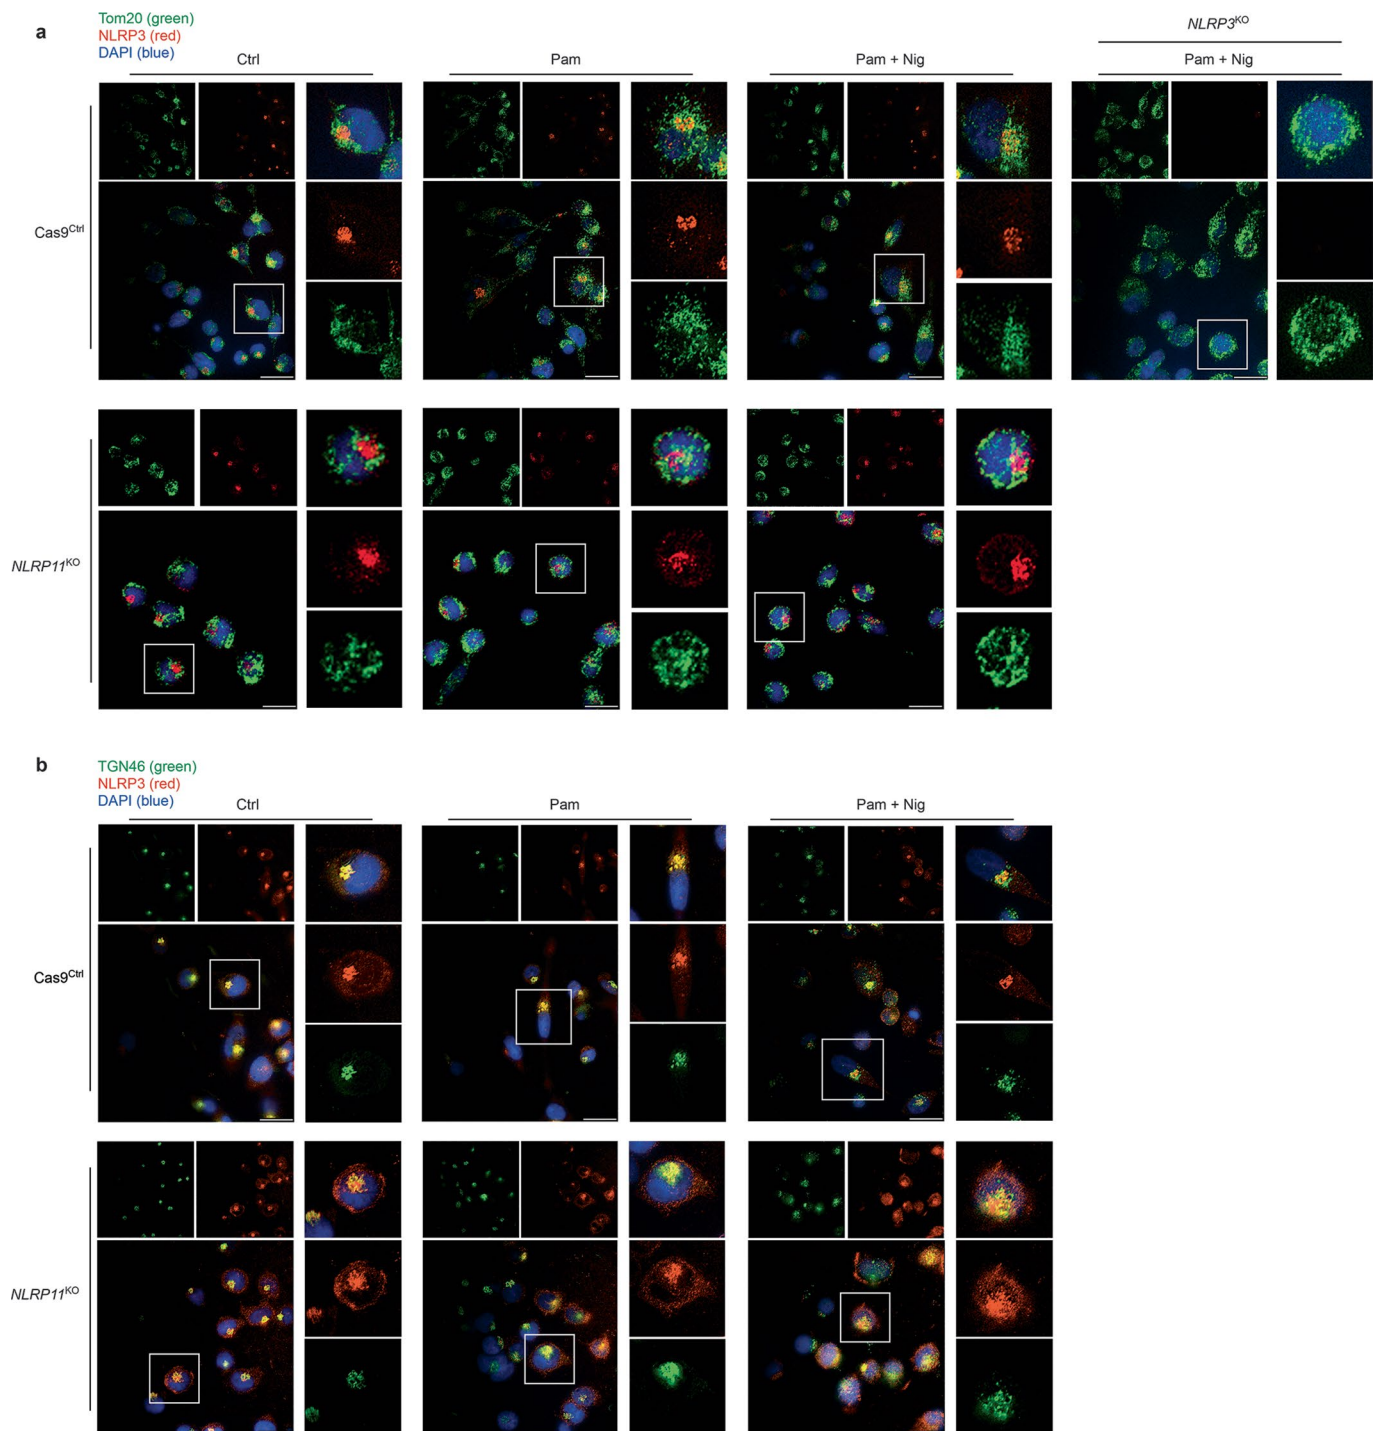 a
Tom20 (green)
NLRP3 (red)
DAPI (blue)
NLRP3KO
Ctrl
Pam
Pam + Nig
Pam + Nig
Cas9Ctrl
NLRP11KO
b
TGN46 (green)
NLRP3 (red)
DAPI (blue)
Ctrl
Pam
Pam + Nig
Cas9Ctrl
NLRP11KO